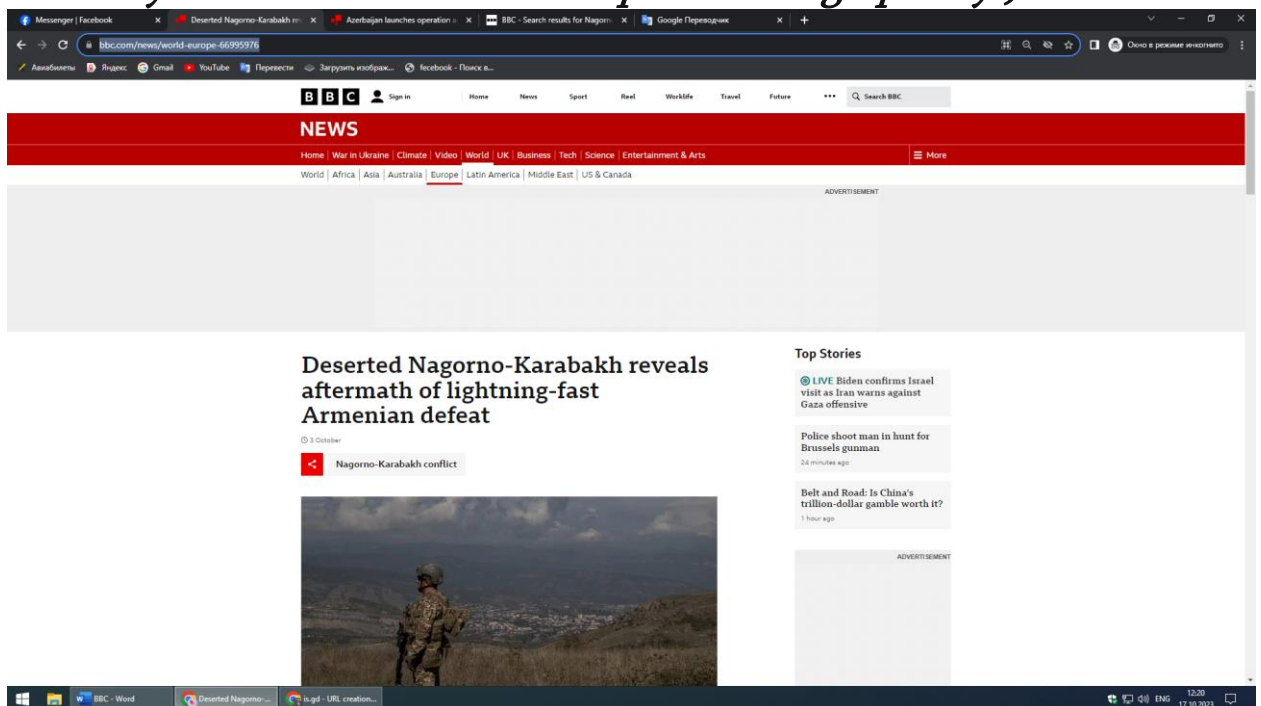 Messenger | Facebook
Deserted Nagorno-Karabakh
Azerbaijan launches operation
BBC - Search results for Nagorn
Google Переводчик
bbc.com/news/world-europe-66995976
Окно в режиме инкогнито
Авиабилеты Яндекс Gmail YouTube Перевести Загрузить изображ... fecebook - Поиск в...
BBC Sign in Home News Sport Reel Worklife Travel Future ••• Search BBC
NEWS
Home War in Ukraine Climate Video World UK Business Tech Science Entertainment & Arts More
World Africa Asia Australia Europe Latin America Middle East US & Canada
ADVERTISEMENT
Deserted Nagorno-Karabakh reveals
aftermath of lightning-fast
Armenian defeat
3 October
Nagorno-Karabakh conflict
Top Stories
LIVE Biden confirms Israel
visit as Iran warns against
Gaza offensive
Police shoot man in hunt for
Brussels gunman
24 minutes ago
Belt and Road: Is China's
trillion-dollar gamble worth it?
1 hour ago
ADVERTISEMENT
BBC - Word
Deserted Nagorno-...
is.gd - URL creation...
ENG
12:20
17.10.2023